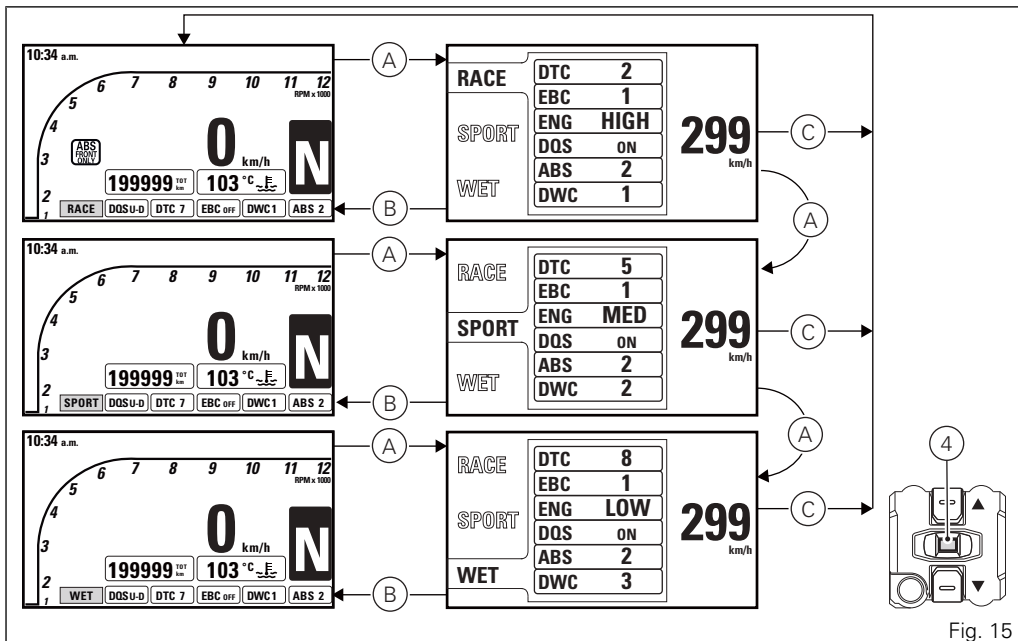 10:34 a.m.
1 2 3 4 5 6 7 8 9 10 11 12
RPM x 1000
ABS
FRONT
ONLY
0 km/h
N
199999 TOT km
103 °C
RACE DQS U-D DTC 7 EBC OFF DWC 1 ABS 2
A
B
RACE
SPORT
WET
DTC 2
EBC 1
ENG HIGH
DQS ON
ABS 2
DWC 1
299
km/h
C
A
10:34 a.m.
1 2 3 4 5 6 7 8 9 10 11 12
RPM x 1000
0 km/h
N
199999 TOT km
103 °C
SPORT DQS U-D DTC 7 EBC OFF DWC 1 ABS 2
A
B
RACE
SPORT
WET
DTC 5
EBC 1
ENG MED
DQS ON
ABS 2
DWC 2
299
km/h
C
A
10:34 a.m.
1 2 3 4 5 6 7 8 9 10 11 12
RPM x 1000
0 km/h
N
199999 TOT km
103 °C
WET DQS U-D DTC 7 EBC OFF DWC 1 ABS 2
A
B
RACE
SPORT
WET
DTC 8
EBC 1
ENG LOW
DQS ON
ABS 2
DWC 3
299
km/h
C
4
Fig. 15